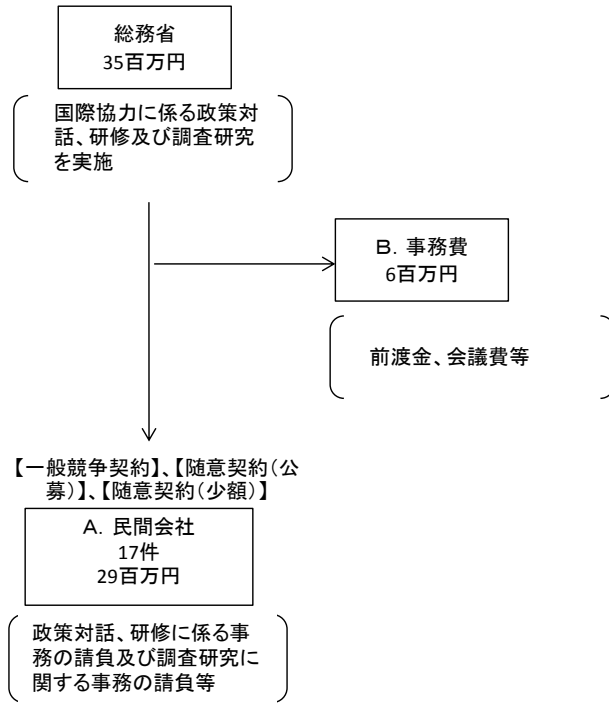 総務省
35百万円
国際協力に係る政策対
話、研修及び調査研究
を実施
B. 事務費
6百万円
前渡金、会議費等
【一般競争契約】、【随意契約(公
募)】、【随意契約(少額)】
A. 民間会社
17件
29百万円
政策対話、研修に係る事
務の請負及び調査研究に
関する事務の請負等